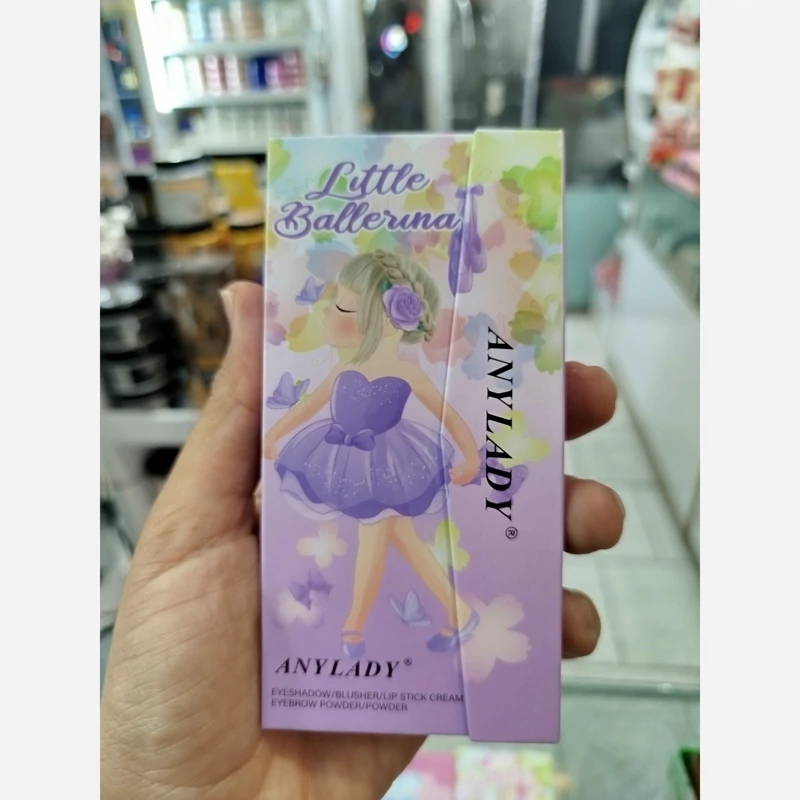 Little
Ballerina
ANYLADY®
ANYLADY®
EYESHADOW/BLUSHER/LIP STICK CREAM
EYEBROW POWDER/POWDER